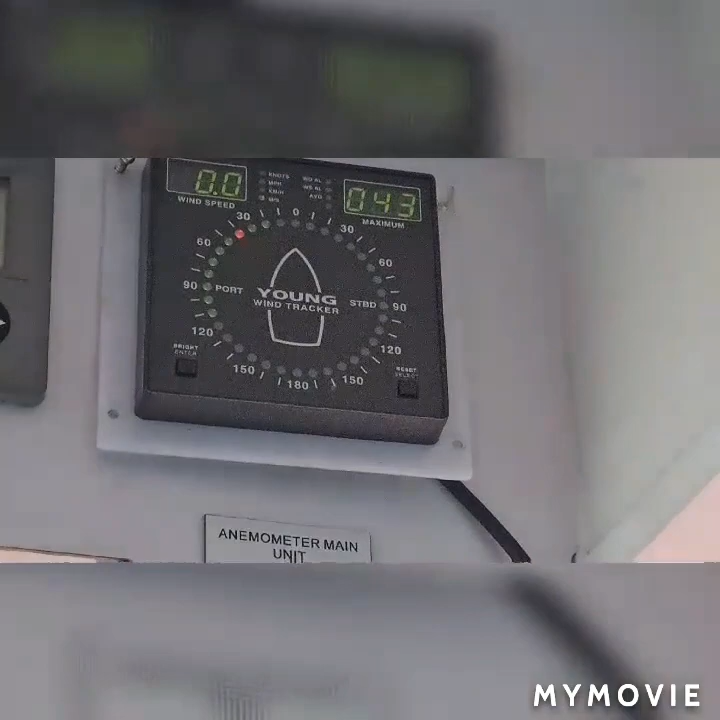 0.0
WIND SPEED
KNOTS
MPH
KM/H
M/S
WD AL
WS AL
AVG
043
MAXIMUM
30 0 30
60 60
90 PORT YOUNG STBD 90
WIND TRACKER
120 120
BRIGHT
ENTER
RESET
SELECT
150 180 150
ANEMOMETER MAIN
UNIT
MYMOVIE